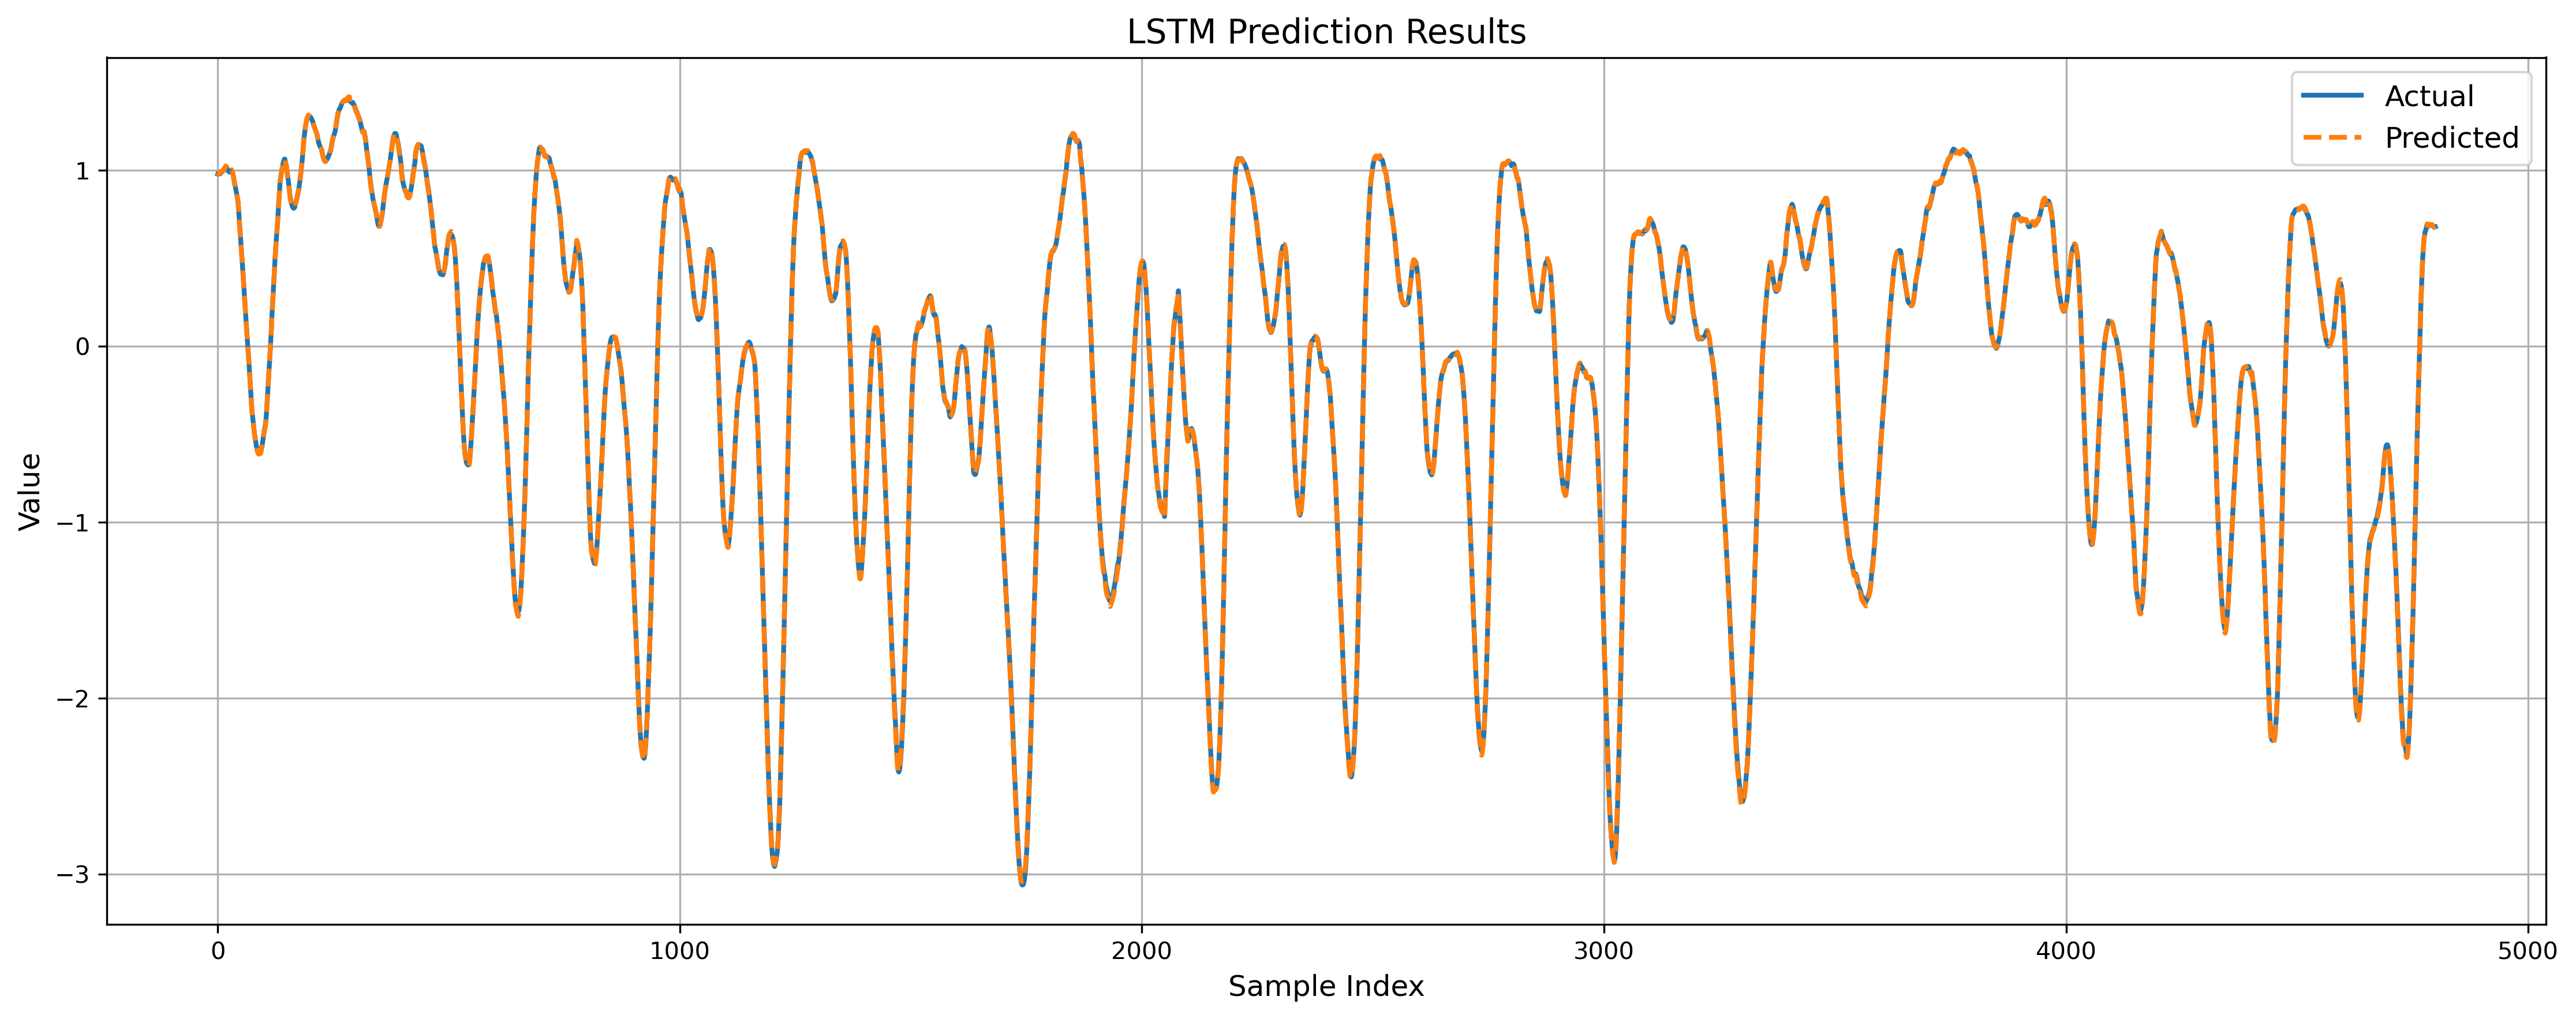 LSTM Prediction Results
Actual
Predicted
1
0
−1
−2
−3
Value
0
1000
2000
3000
4000
5000
Sample Index